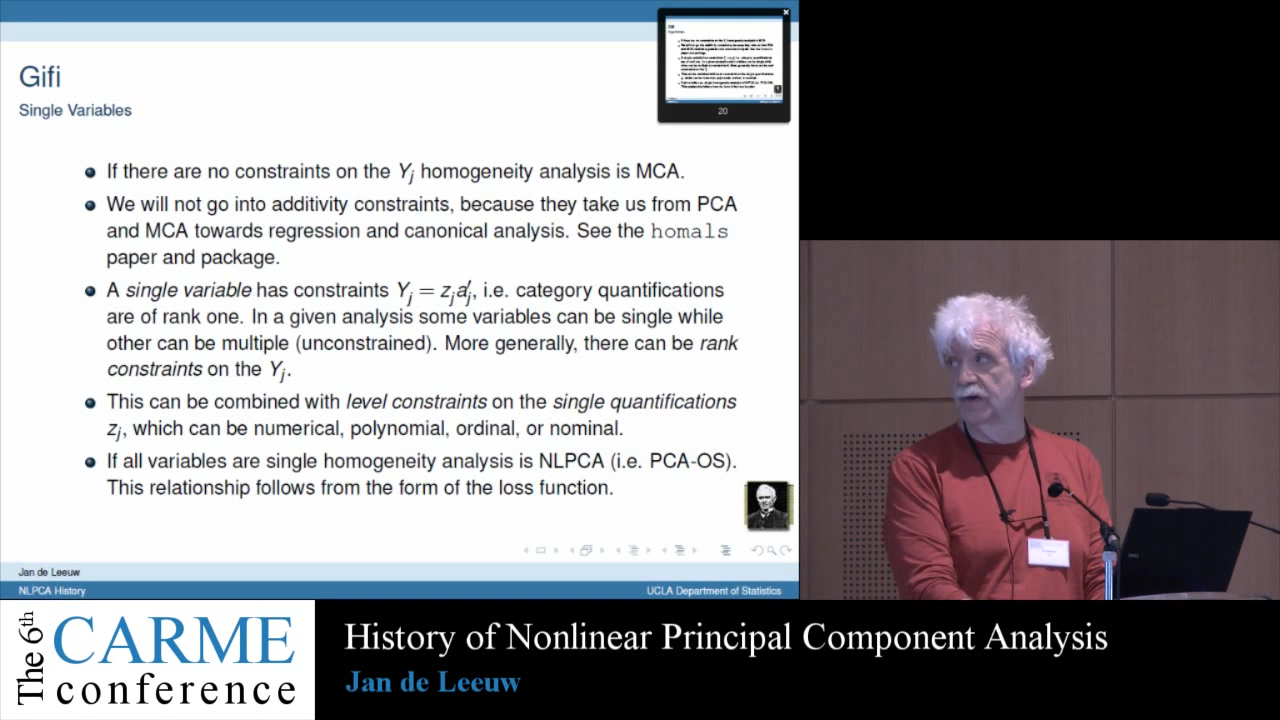 Gifi
Single Variables
20
If there are no constraints on the Yj homogeneity analysis is MCA.
We will not go into additivity constraints, because they take us from PCA
and MCA towards regression and canonical analysis. See the homals
paper and package.
A single variable has constraints Yj = zja′j, i.e. category quantifications
are of rank one. In a given analysis some variables can be single while
other can be multiple (unconstrained). More generally, there can be rank
constraints on the Yj.
This can be combined with level constraints on the single quantifications
zj, which can be numerical, polynomial, ordinal, or nominal.
If all variables are single homogeneity analysis is NLPCA (i.e. PCA-OS).
This relationship follows from the form of the loss function.
Jan de Leeuw
NLPCA History
UCLA Department of Statistics
The 6th
CARME
conference
History of Nonlinear Principal Component Analysis
Jan de Leeuw